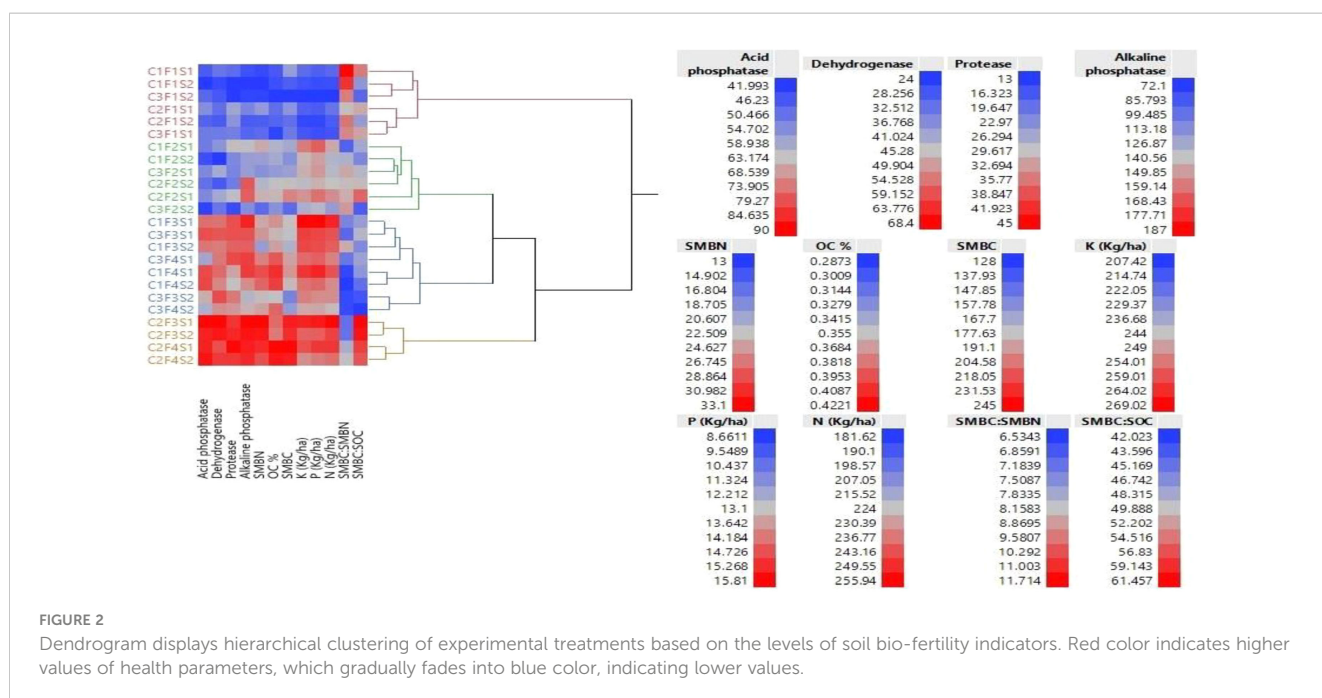 C1F1S1
C1F1S2
C3F1S2
C2F1S1
C2F1S2
C3F1S1
C1F2S1
C1F2S2
C3F2S1
C2F2S2
C2F2S1
C3F2S2
C1F3S1
C3F3S1
C1F3S2
C3F4S1
C1F4S1
C1F4S2
C3F3S2
C3F4S2
C2F3S1
C2F3S2
C2F4S1
C2F4S2
Acid phosphatase
Dehydrogenase
Protease
Alkaline phosphatase
SMBN
OC %
SMBC
K (Kg/ha)
P (Kg/ha)
N (Kg/ha)
SMBC:SMBN
SMBC:SOC
Acid
phosphatase
41.993
46.23
50.466
54.702
58.938
63.174
68.539
73.905
79.27
84.635
90
Dehydrogenase
24
28.256
32.512
36.768
41.024
45.28
49.904
54.528
59.152
63.776
68.4
Protease
13
16.323
19.647
22.97
26.294
29.617
32.694
35.77
38.847
41.923
45
Alkaline
phosphatase
72.1
85.793
99.485
113.18
126.87
140.56
149.85
159.14
168.43
177.71
187
SMBN
13
14.902
16.804
18.705
20.607
22.509
24.627
26.745
28.864
30.982
33.1
OC %
0.2873
0.3009
0.3144
0.3279
0.3415
0.355
0.3684
0.3818
0.3953
0.4087
0.4221
SMBC
128
137.93
147.85
157.78
167.7
177.63
191.1
204.58
218.05
231.53
245
K (Kg/ha)
207.42
214.74
222.05
229.37
236.68
244
249
254.01
259.01
264.02
269.02
P (Kg/ha)
8.6611
9.5489
10.437
11.324
12.212
13.1
13.642
14.184
14.726
15.268
15.81
N (Kg/ha)
181.62
190.1
198.57
207.05
215.52
224
230.39
236.77
243.16
249.55
255.94
SMBC:SMBN
6.5343
6.8591
7.1839
7.5087
7.8335
8.1583
8.8695
9.5807
10.292
11.003
11.714
SMBC:SOC
42.023
43.596
45.169
46.742
48.315
49.888
52.202
54.516
56.83
59.143
61.457
FIGURE 2
Dendrogram displays hierarchical clustering of experimental treatments based on the levels of soil bio-fertility indicators. Red color indicates higher
values of health parameters, which gradually fades into blue color, indicating lower values.